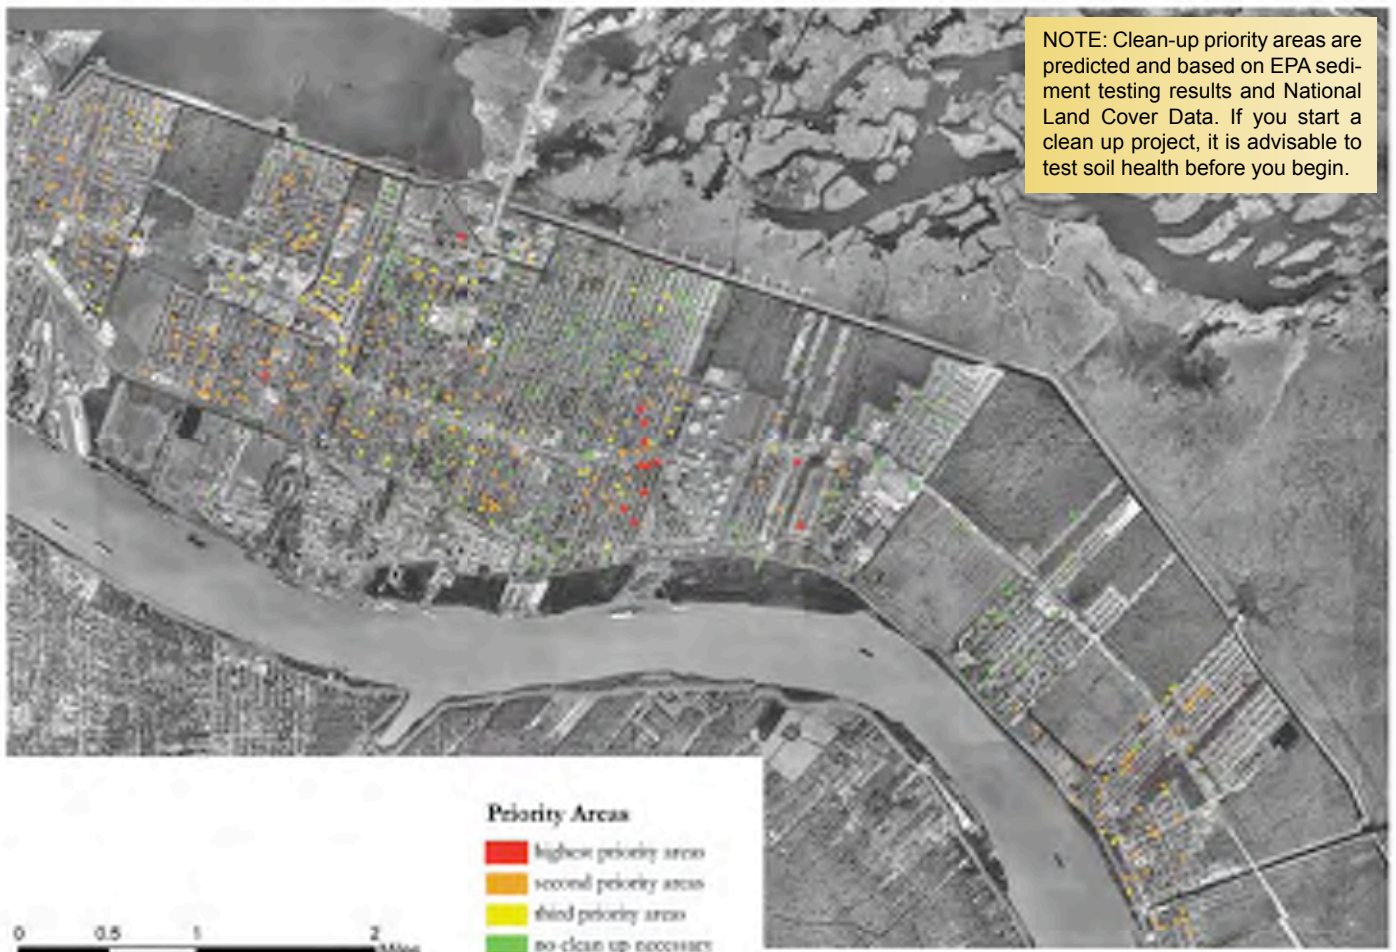 NOTE: Clean-up priority areas are
predicted and based on EPA sedi-
ment testing results and National
Land Cover Data. If you start a
clean up project, it is advisable to
test soil health before you begin.
Priority Areas
highest priority areas
second priority areas
third priority areas
no clean up necessary
0 0.5 1 2
Miles